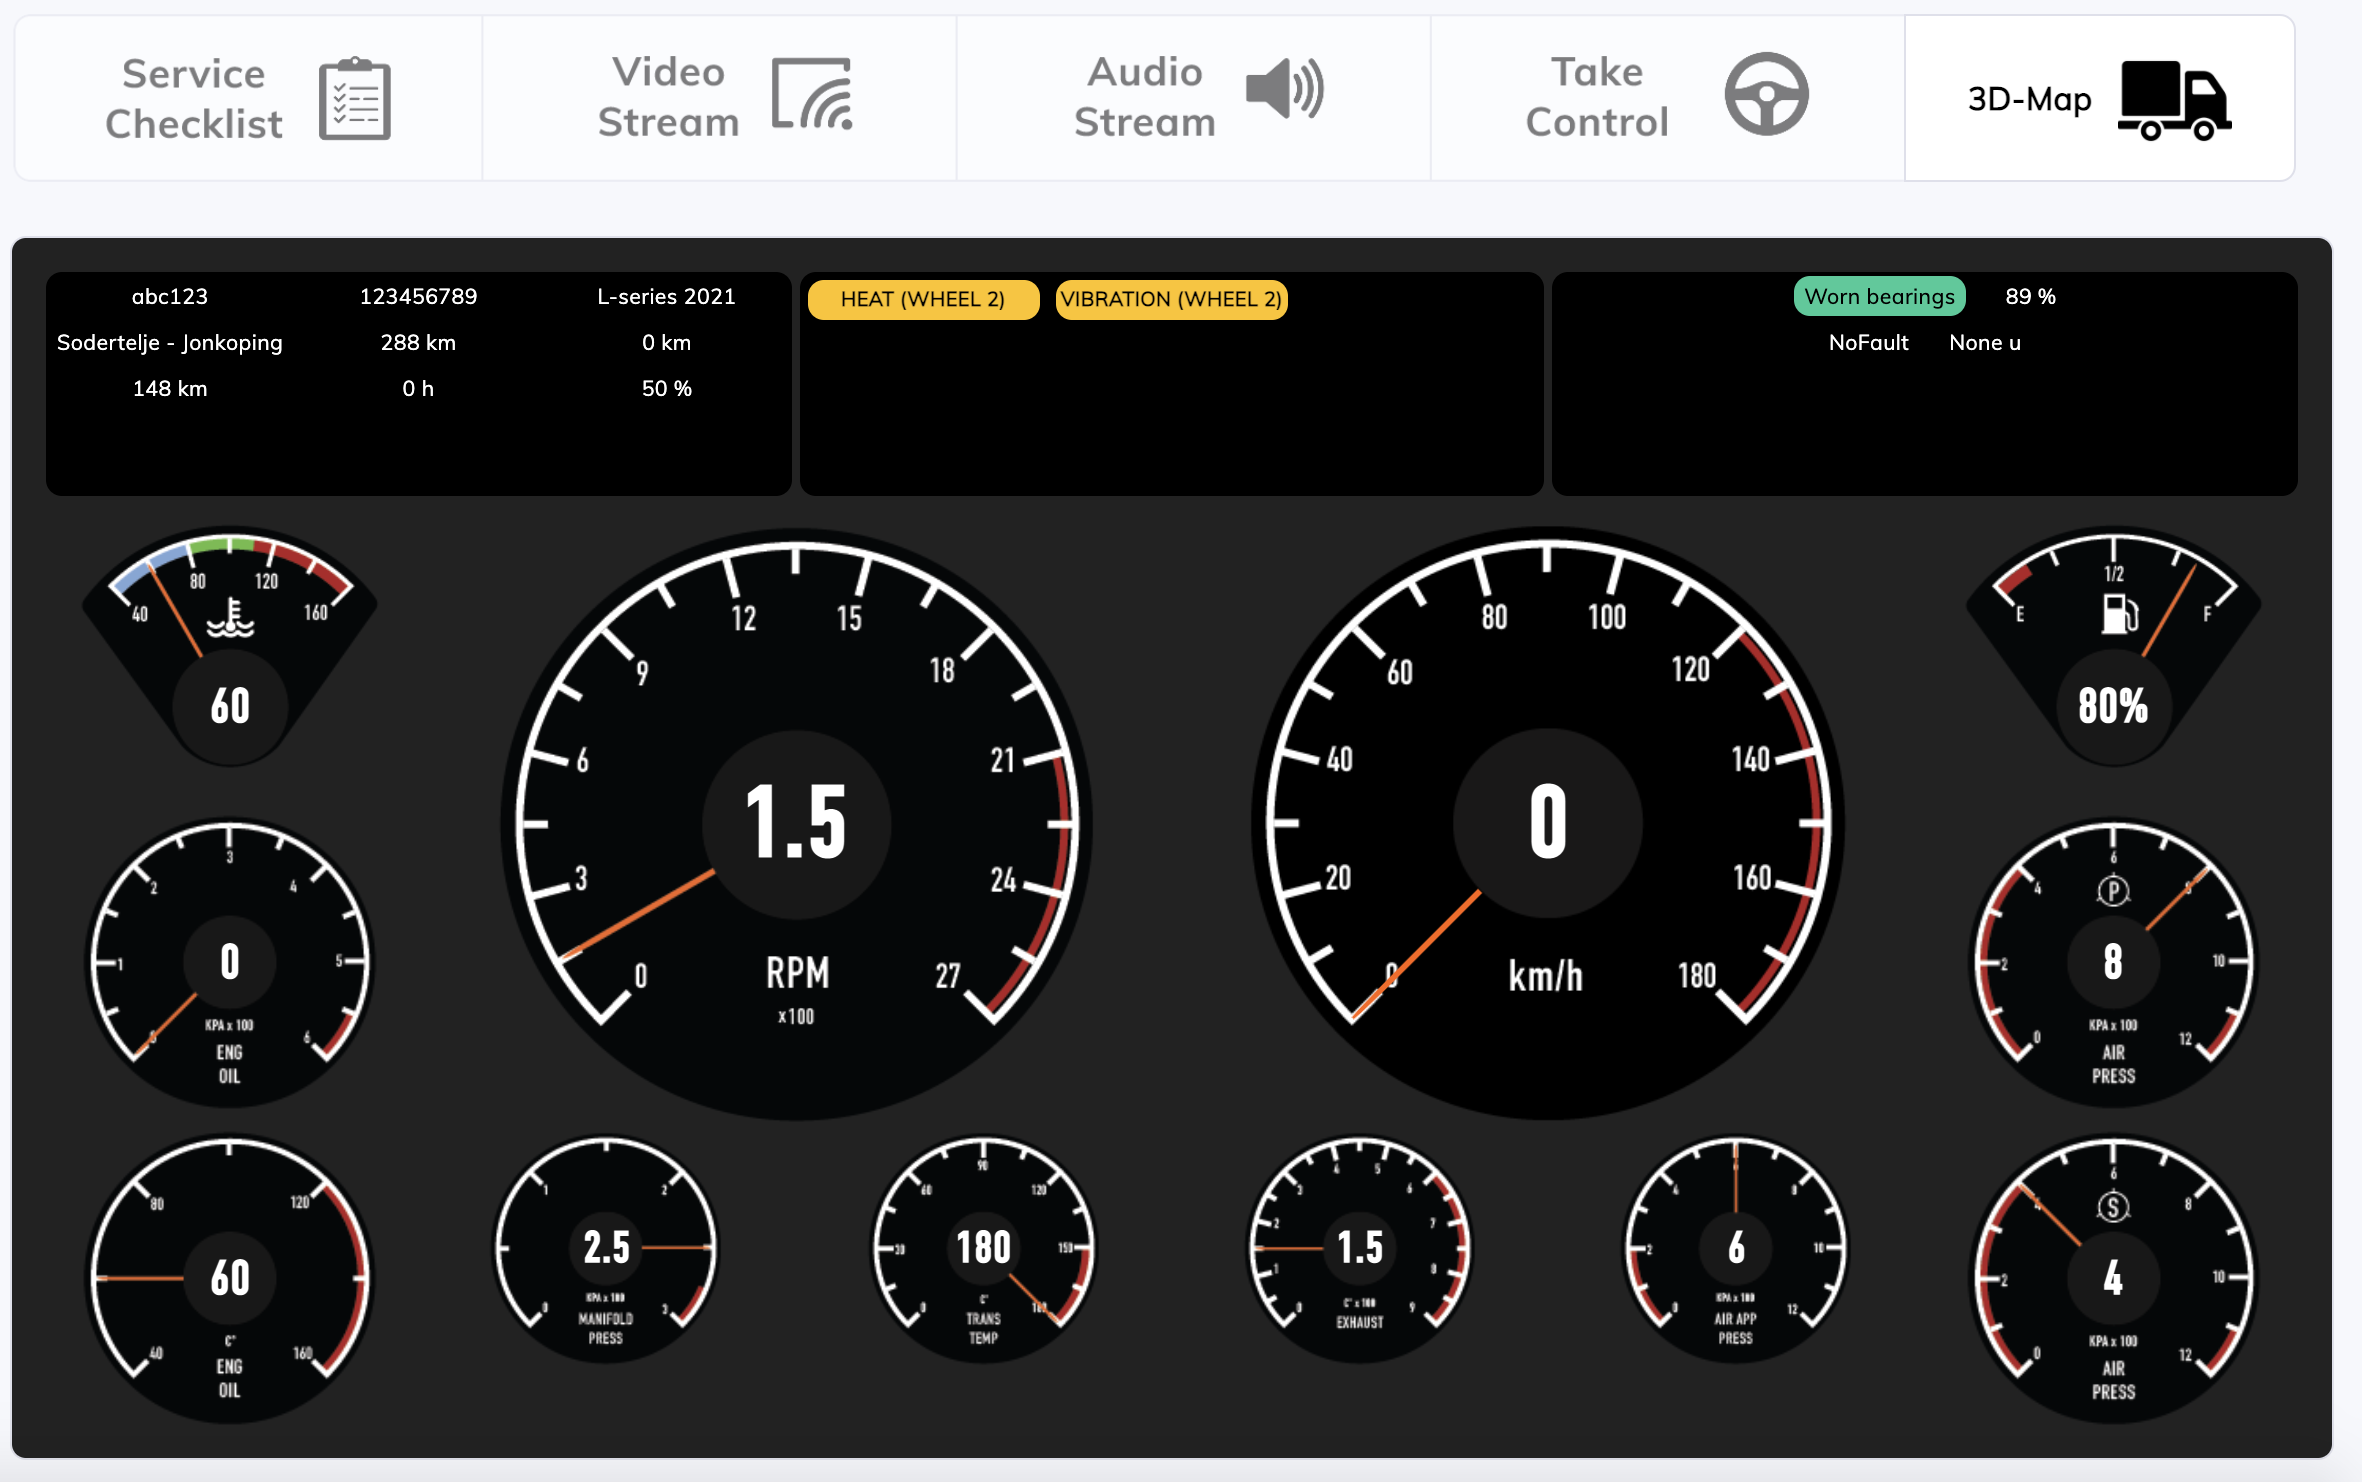 Service
Checklist
Video
Stream
Audio
Stream
Take
Control
3D-Map
abc123 123456789 L-series 2021
Sodertelje - Jonkoping 288 km 0 km
148 km 0 h 50 %
HEAT (WHEEL 2) VIBRATION (WHEEL 2)
Worn bearings 89 %
NoFault None u
40 80 120 160
60
0 3 6 9 12 15 18 21 24 27
1.5
RPM
x100
0 20 40 60 80 100 120 140 160 180
0
km/h
E 1/2 F
80%
0 1 2 3 4 5 6
0
KPA x 100
ENG
OIL
0 2 4 6 8 10 12
P
8
KPA x 100
AIR
PRESS
40 80 120 160
60
C°
ENG
OIL
0 1 2 3
2.5
KPA x 100
MANIFOLD
PRESS
0 30 60 90 120 150 180
180
C°
TRANS
TEMP
0 1 2 3 4 5 6 7 8 9
1.5
C° x 100
EXHAUST
0 2 4 6 8 10 12
6
KPA x 100
AIR APP
PRESS
0 2 4 6 8 10 12
S
4
KPA x 100
AIR
PRESS